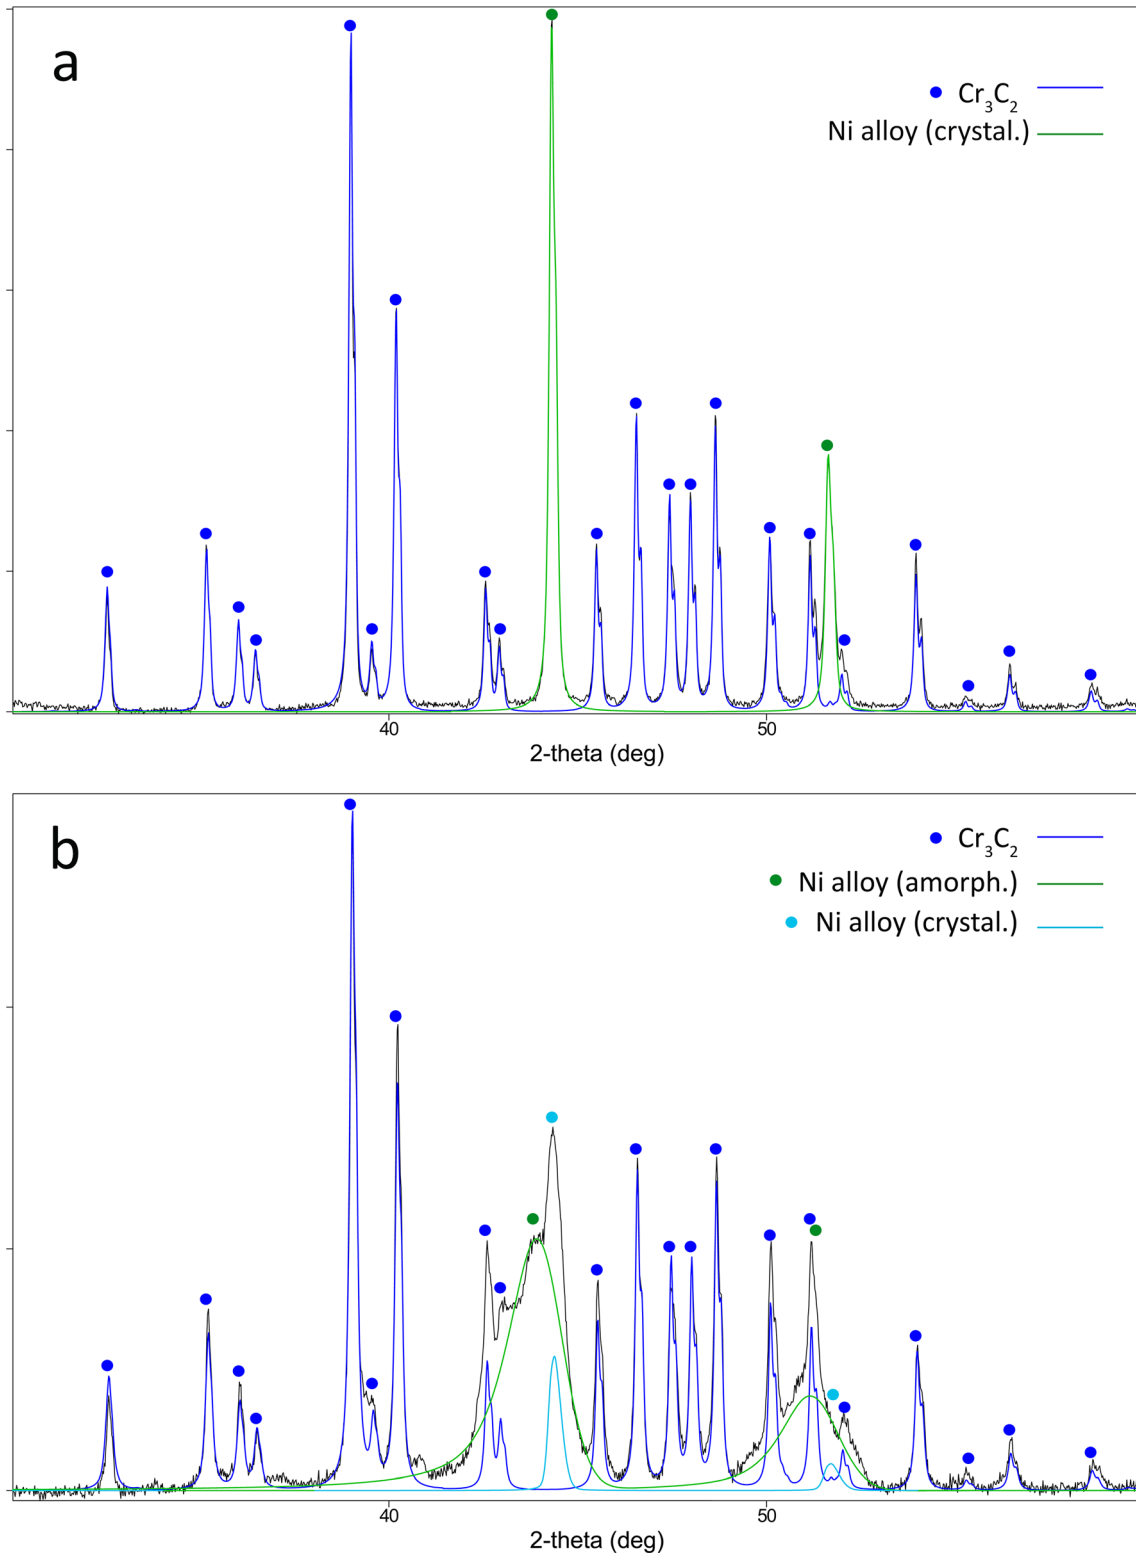 a
Cr₃C₂
Ni alloy (crystal.)
40 50
2-theta (deg)
b
Cr₃C₂
Ni alloy (amorph.)
Ni alloy (crystal.)
40 50
2-theta (deg)